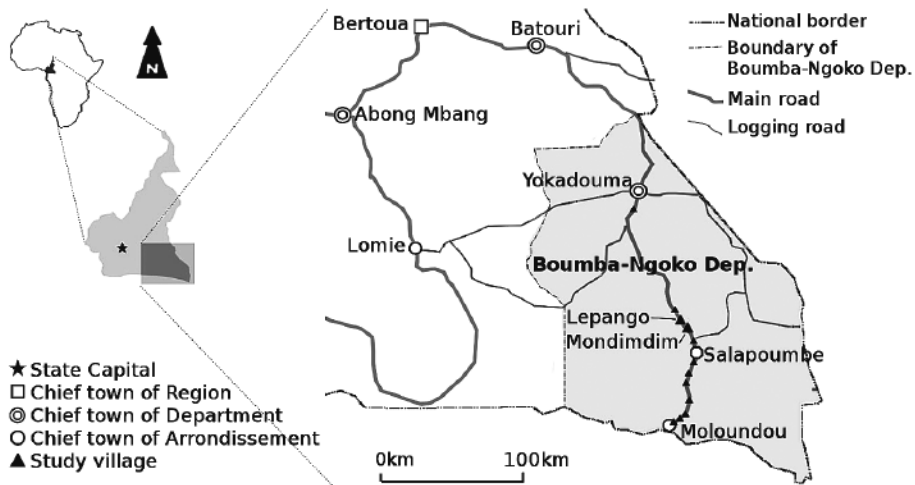 N
Bertoua
Batouri
Abong Mbang
Yokadouma
Lomie
Boumba-Ngoko Dep.
Lepango
Mondimdim
Salapoumbe
Moloundou
0km
100km
National border
Boundary of
Boumba-Ngoko Dep.
Main road
Logging road
State Capital
Chief town of Region
Chief town of Department
Chief town of Arrondissement
Study village